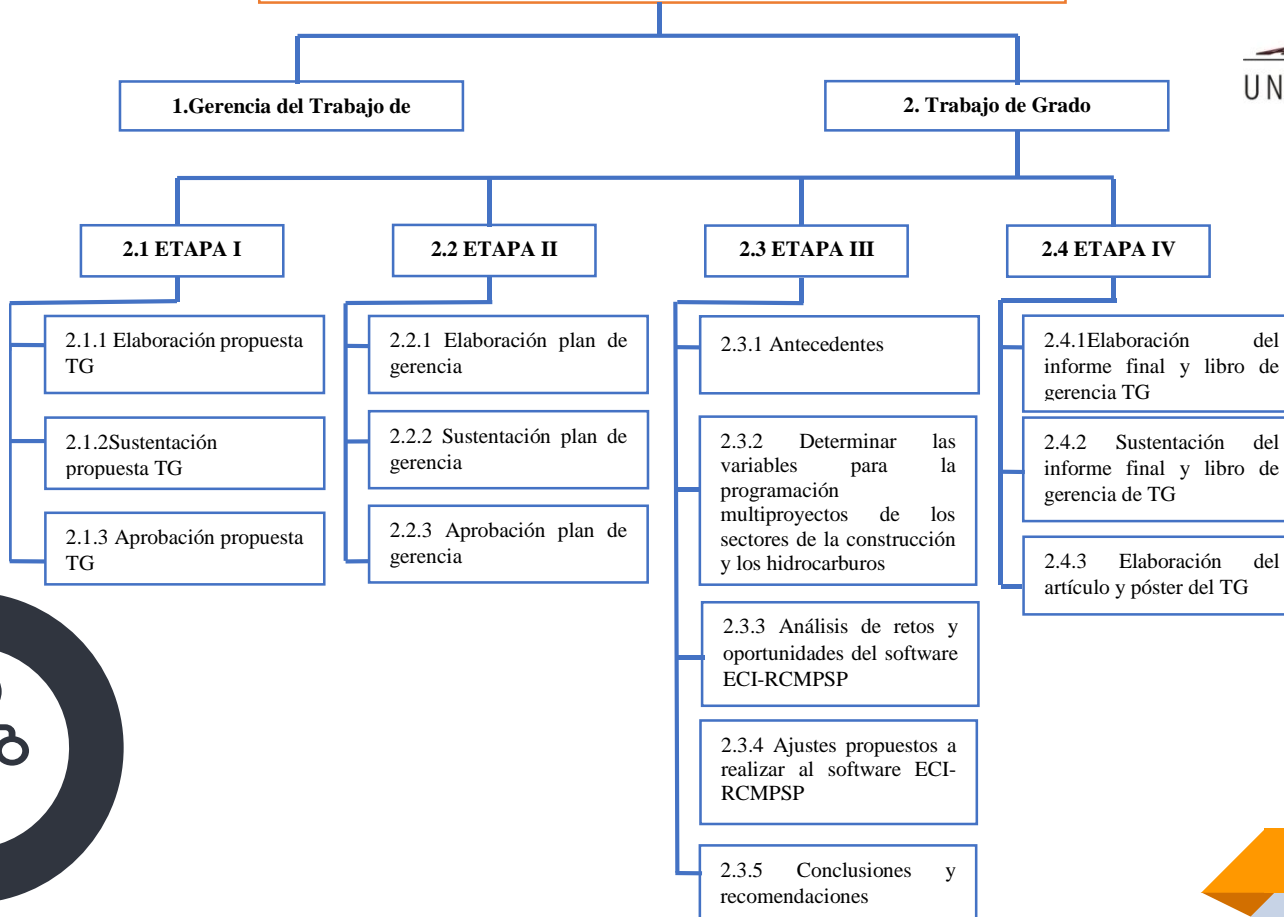 1.Gerencia del Trabajo de
2. Trabajo de Grado
UN
2.1 ETAPA I
2.2 ETAPA II
2.3 ETAPA III
2.4 ETAPA IV
2.1.1 Elaboración propuesta
TG
2.1.2Sustentación
propuesta TG
2.1.3 Aprobación propuesta
TG
2.2.1 Elaboración plan de
gerencia
2.2.2 Sustentación plan de
gerencia
2.2.3 Aprobación plan de
gerencia
2.3.1 Antecedentes
2.3.2 Determinar las
variables para la
programación
multiproyectos de los
sectores de la construcción
y los hidrocarburos
2.3.3 Análisis de retos y
oportunidades del software
ECI-RCMPSP
2.3.4 Ajustes propuestos a
realizar al software ECI-
RCMPSP
2.3.5 Conclusiones y
recomendaciones
2.4.1Elaboración del
informe final y libro de
gerencia TG
2.4.2 Sustentación del
informe final y libro de
gerencia de TG
2.4.3 Elaboración del
artículo y póster del TG